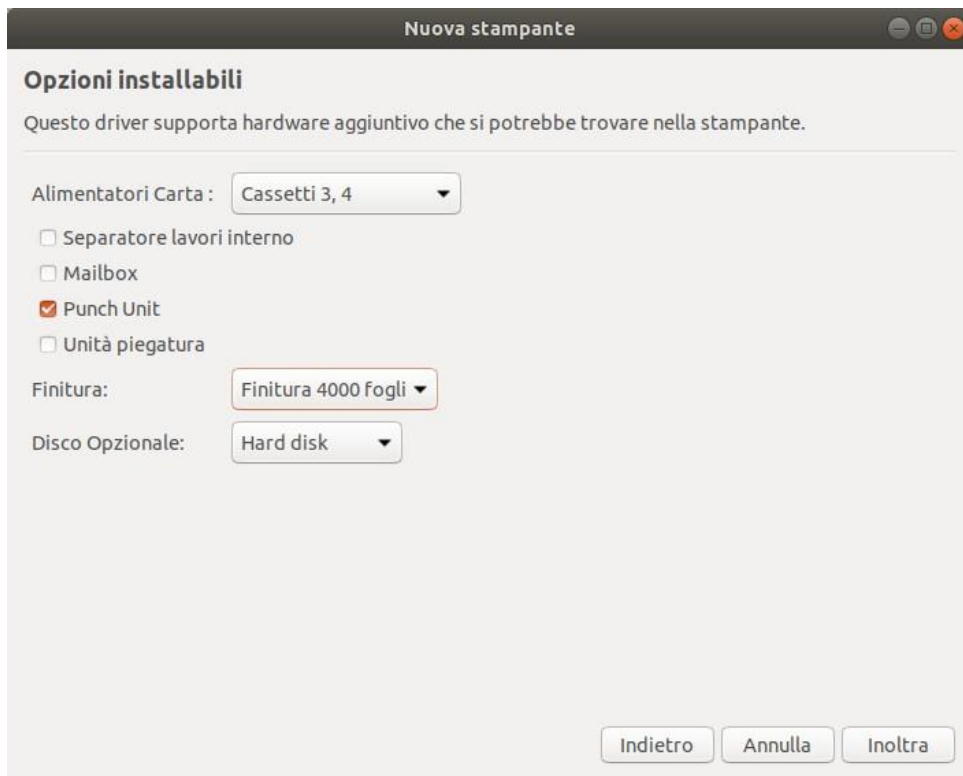 Nuova stampante
Opzioni installabili
Questo driver supporta hardware aggiuntivo che si potrebbe trovare nella stampante.
Alimentatori Carta : Cassetti 3, 4
Separatore lavori interno
Mailbox
Punch Unit
Unità piegatura
Finitura: Finitura 4000 fogli
Disco Opzionale: Hard disk
Indietro Annulla Inoltra